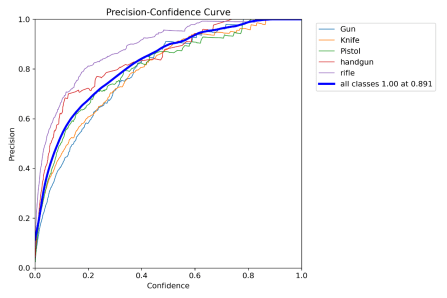 Precision-Confidence Curve
1.0
0.8
0.6
0.4
0.2
0.0
Precision
0.0 0.2 0.4 0.6 0.8 1.0
Confidence
Gun
Knife
Pistol
handgun
rifle
all classes 1.00 at 0.891